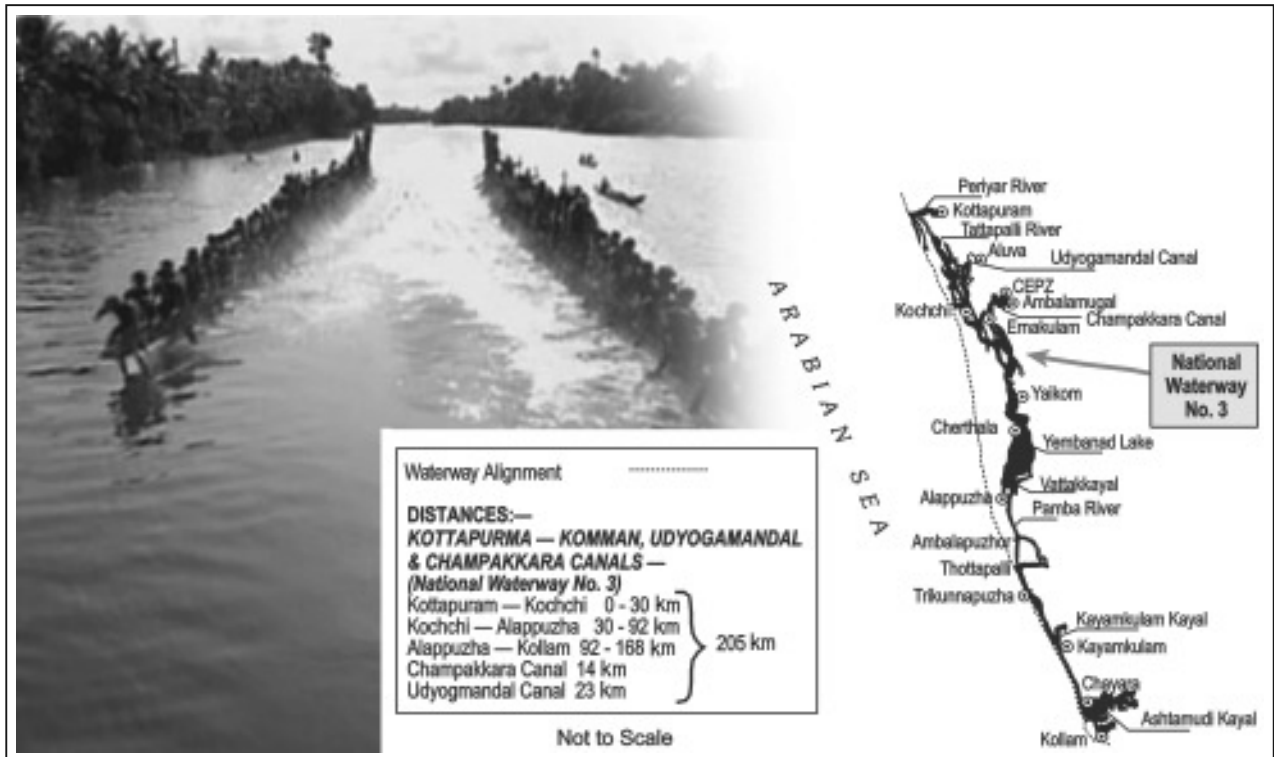 Periyar River
Kottapuram
Tattapalli River
Aluva
Udyogamandal Canal
CEPZ
Ambalamugal
Kochchi
Champakkara Canal
Ernakulam
ARABIAN SEA
National
Waterway
No. 3
Yaikom
Cherthala
Yembanad Lake
Vattakkayal
Alappuzha
Pamba River
Ambalapuzhor
Thottapalli
Trikunnapuzha
Kayamkulam Kayal
Kayamkulam
Chavara
Ashtamudi Kayal
Kollam
Waterway Alignment
DISTANCES:—
KOTTAPURMA — KOMMAN, UDYOGAMANDAL
& CHAMPAKKARA CANALS —
(National Waterway No. 3)
Kottapuram — Kochchi 0 - 30 km
Kochchi — Alappuzha 30 - 92 km
Alappuzha — Kollam 92 - 168 km
Champakkara Canal 14 km
Udyogmandal Canal 23 km
205 km
Not to Scale